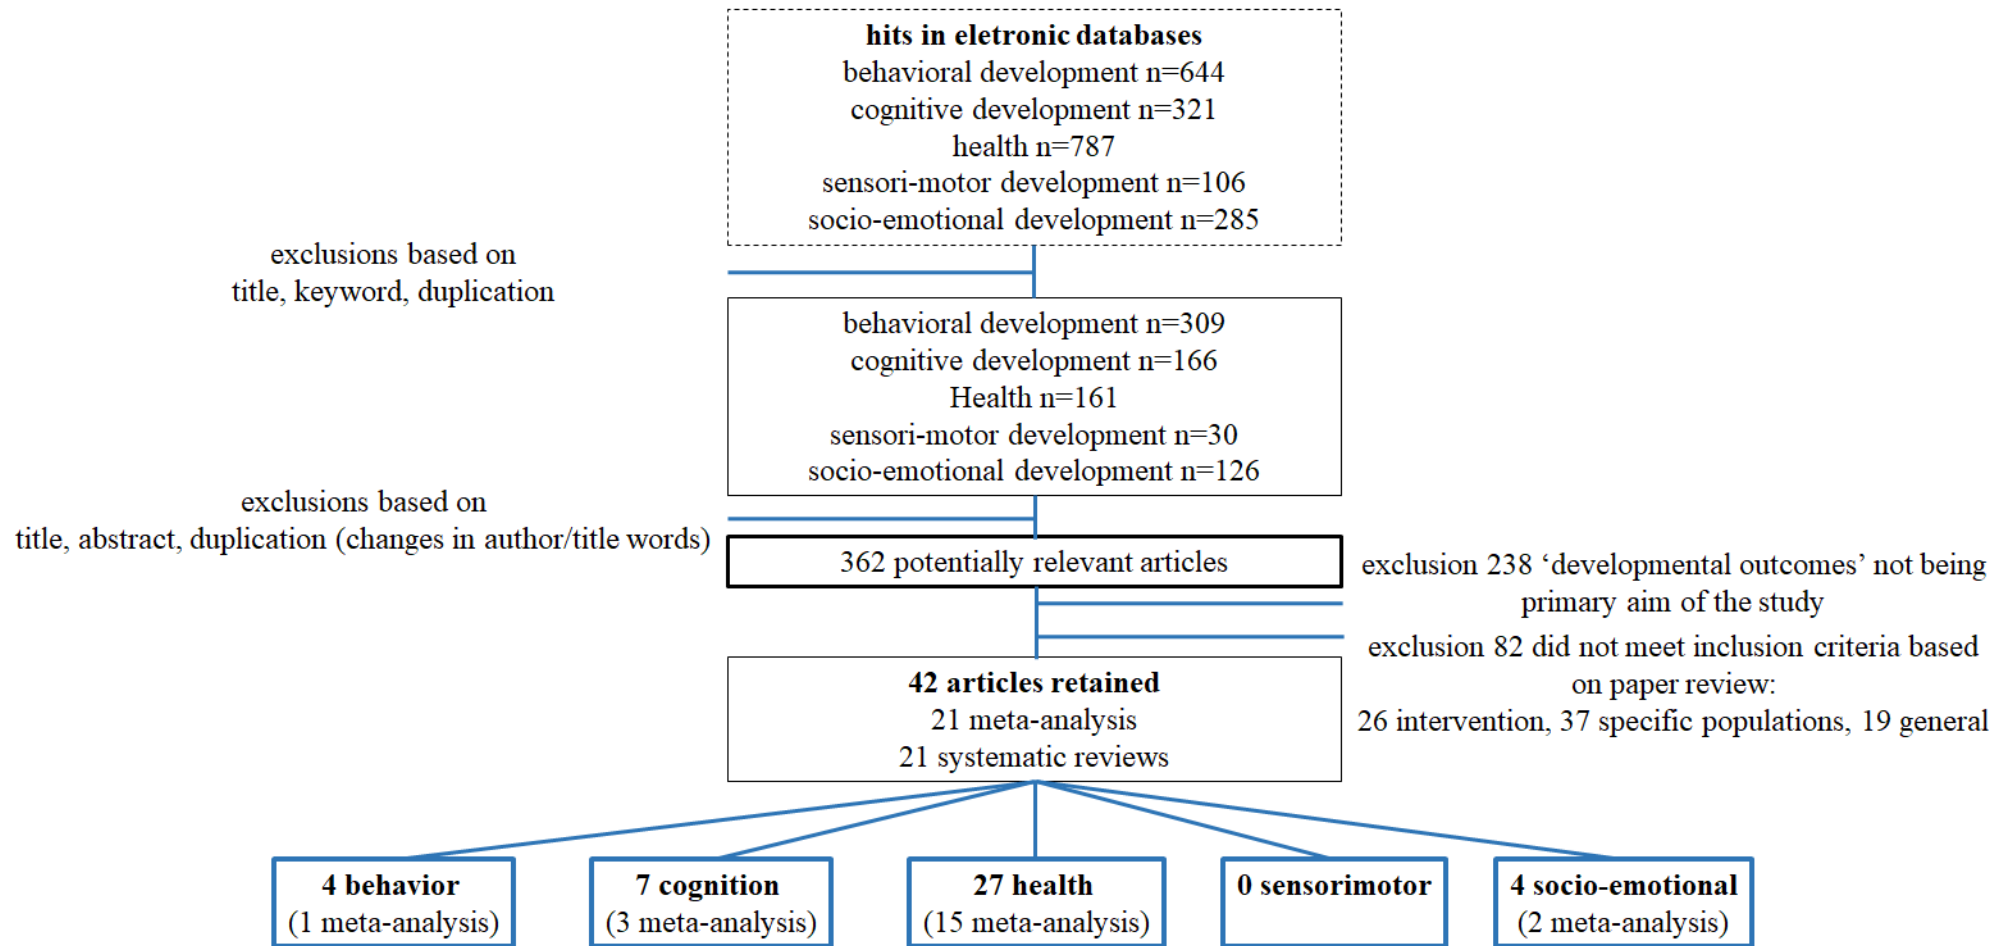 hits in eletronic databases
behavioral development n=644
cognitive development n=321
health n=787
sensori-motor development n=106
socio-emotional development n=285
exclusions based on
title, keyword, duplication
behavioral development n=309
cognitive development n=166
Health n=161
sensori-motor development n=30
socio-emotional development n=126
exclusions based on
title, abstract, duplication (changes in author/title words)
362 potentially relevant articles
exclusion 238 ‘developmental outcomes’ not being
primary aim of the study
exclusion 82 did not meet inclusion criteria based
on paper review:
26 intervention, 37 specific populations, 19 general
42 articles retained
21 meta-analysis
21 systematic reviews
4 behavior
(1 meta-analysis)
7 cognition
(3 meta-analysis)
27 health
(15 meta-analysis)
0 sensorimotor
4 socio-emotional
(2 meta-analysis)